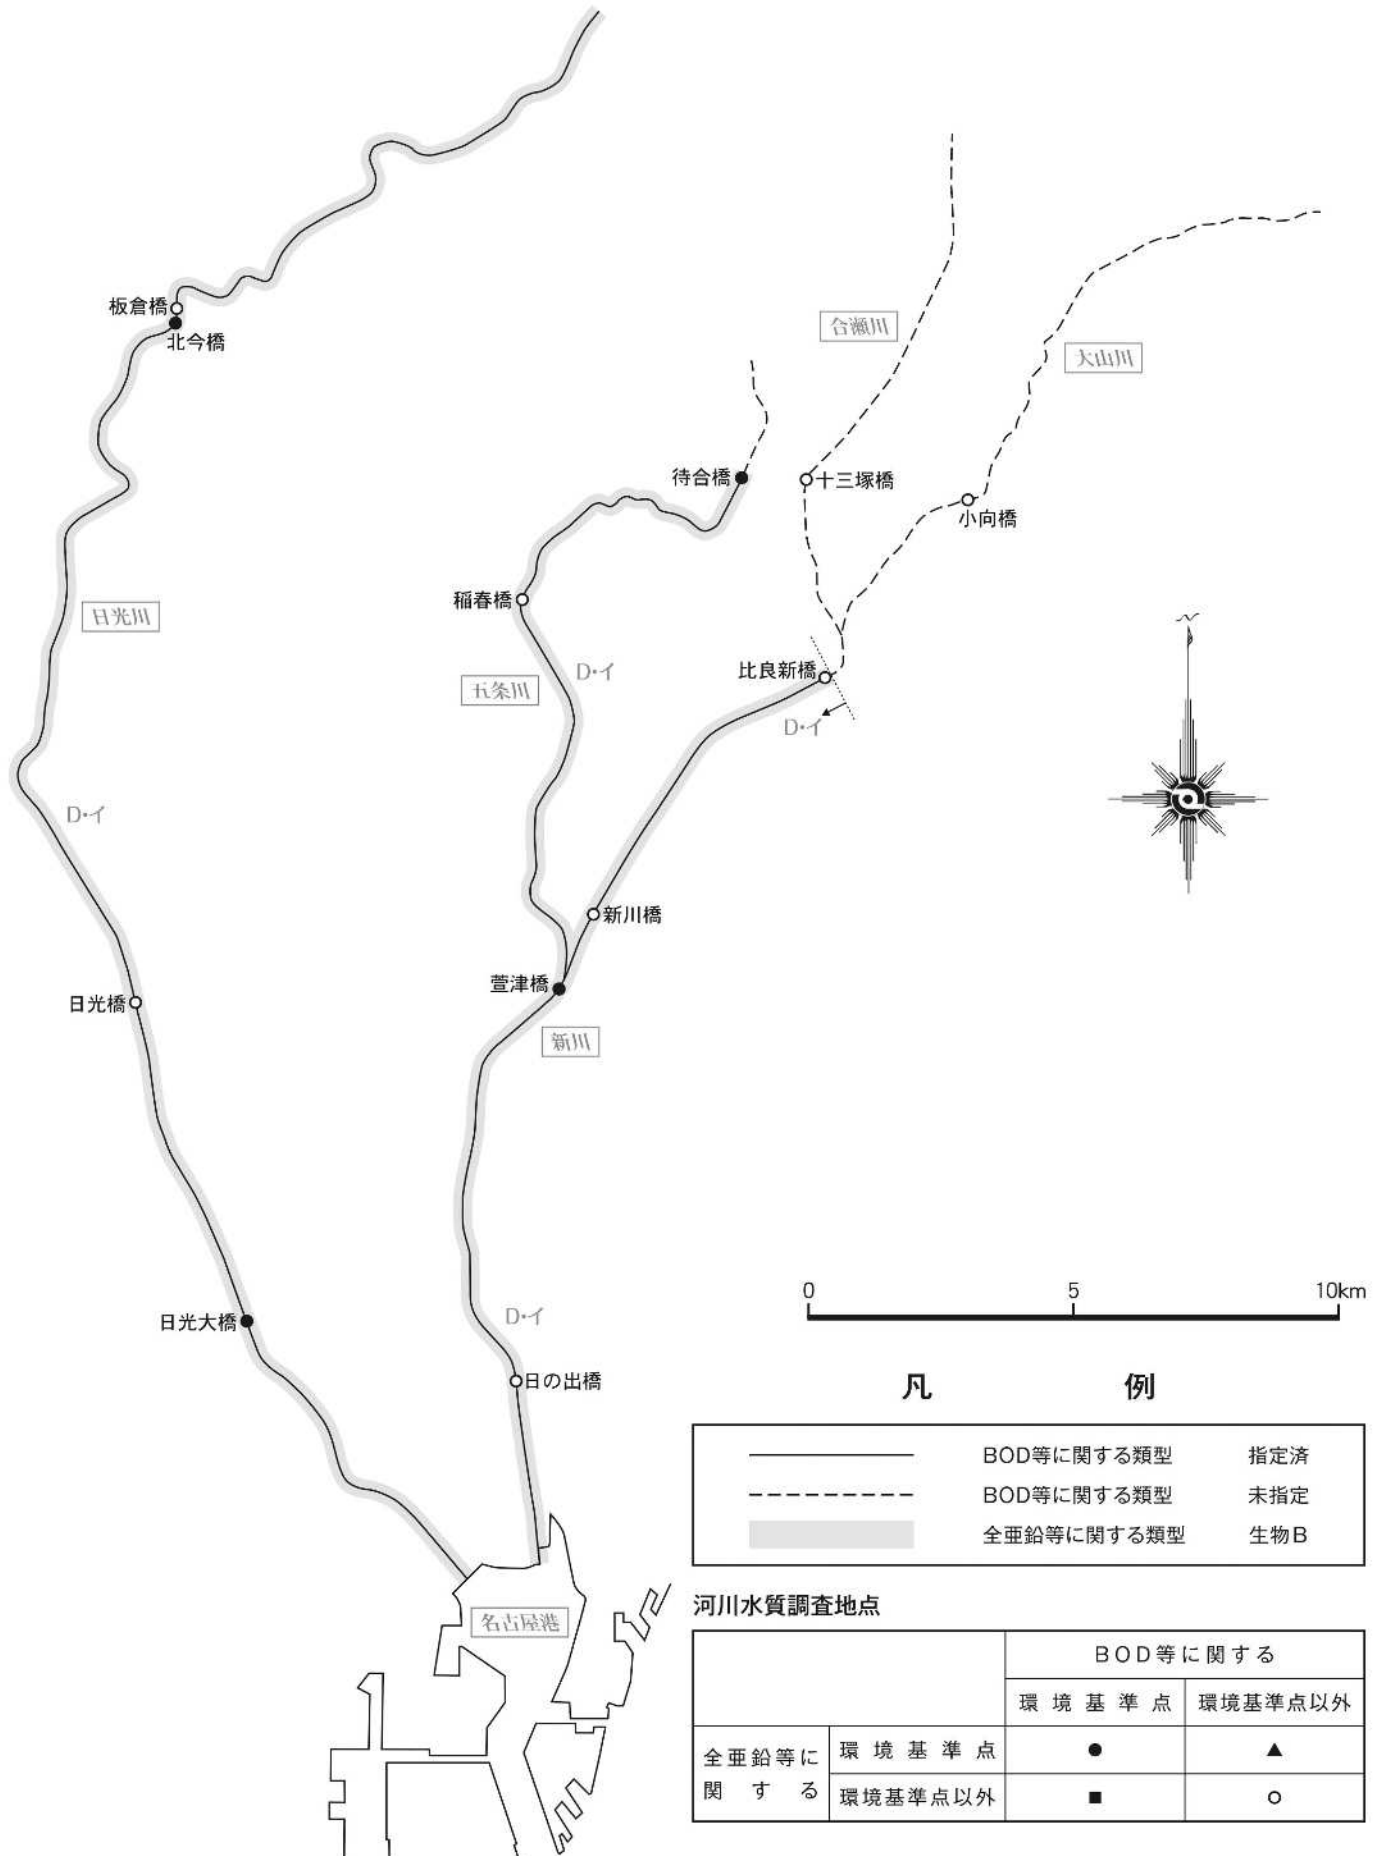 合瀬川
板倉橋
北今橋
大山川
待合橋
十三塚橋
小向橋
稲春橋
日光川
D・イ
比良新橋
五条川
D・イ
D・イ
新川橋
萱津橋
日光橋
新川
0 5 10km
D・イ
日光大橋
日の出橋
凡 例
BOD等に関する類型 指定済
BOD等に関する類型 未指定
全亜鉛等に関する類型 生物B
河川水質調査地点
名古屋港
BOD等に関する
環境基準点 環境基準点以外
全亜鉛等に
関する
環境基準点 ● ▲
環境基準点以外 ■ ○